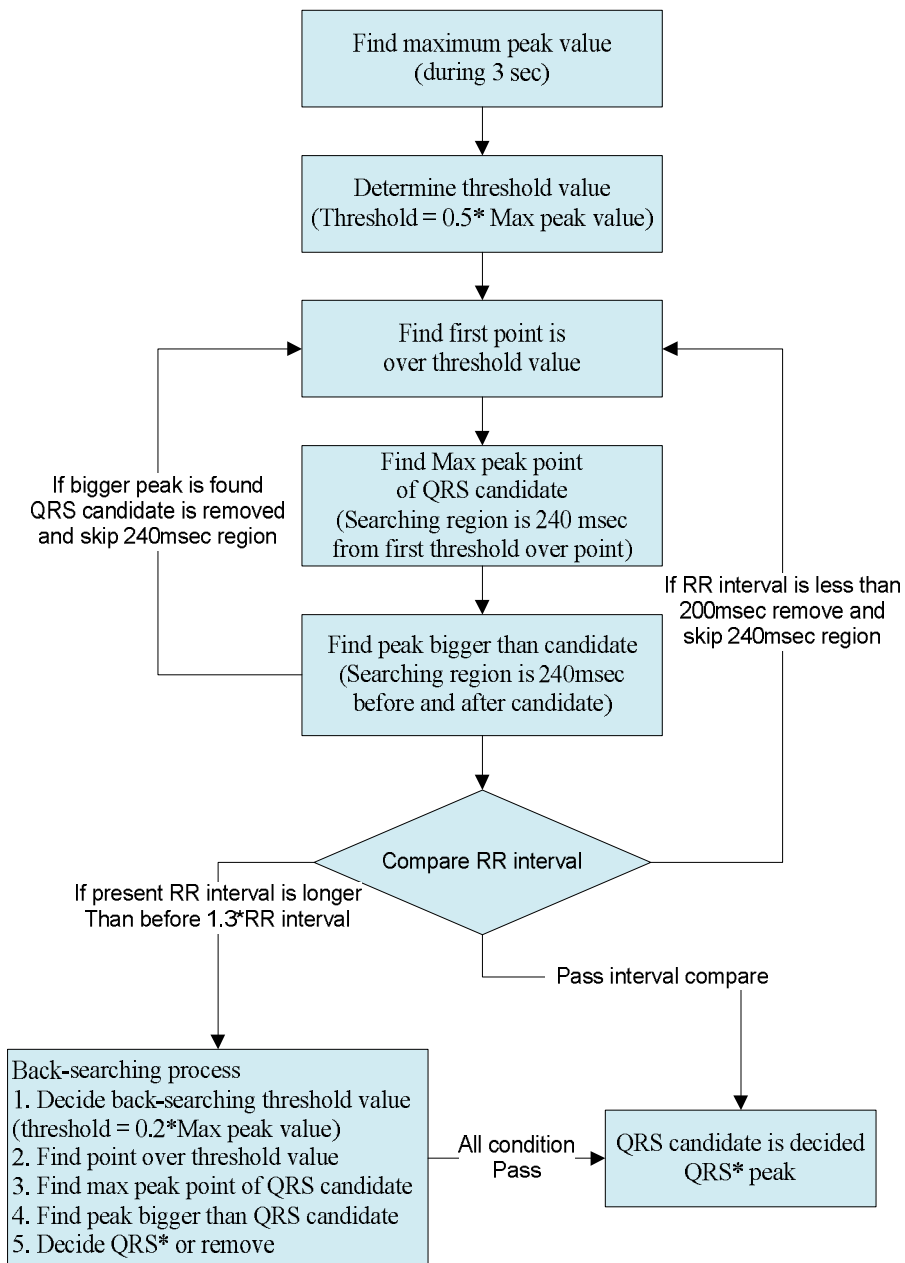 Find maximum peak value
(during 3 sec)
Determine threshold value
(Threshold = 0.5* Max peak value)
Find first point is
over threshold value
Find Max peak point
of QRS candidate
(Searching region is 240 msec
from first threshold over point)
If bigger peak is found
QRS candidate is removed
and skip 240msec region
If RR interval is less than
200msec remove and
skip 240msec region
Find peak bigger than candidate
(Searching region is 240msec
before and after candidate)
Compare RR interval
If present RR interval is longer
Than before 1.3*RR interval
Pass interval compare
Back-searching process
1. Decide back-searching threshold value
(threshold = 0.2*Max peak value)
2. Find point over threshold value
3. Find max peak point of QRS candidate
4. Find peak bigger than QRS candidate
5. Decide QRS* or remove
All condition
Pass
QRS candidate is decided
QRS* peak